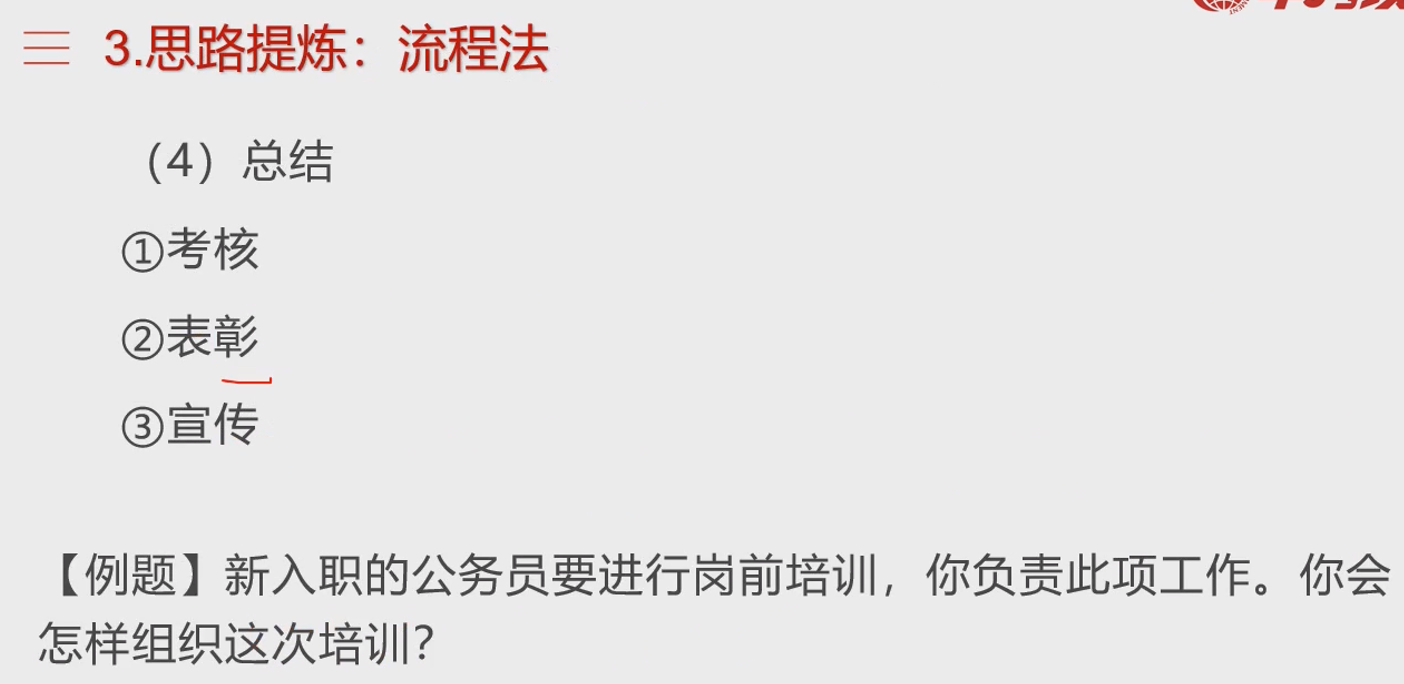 3.思路提炼：流程法
（4）总结
①考核
②表彰
③宣传
【例题】新入职的公务员要进行岗前培训，你负责此项工作。你会
怎样组织这次培训？